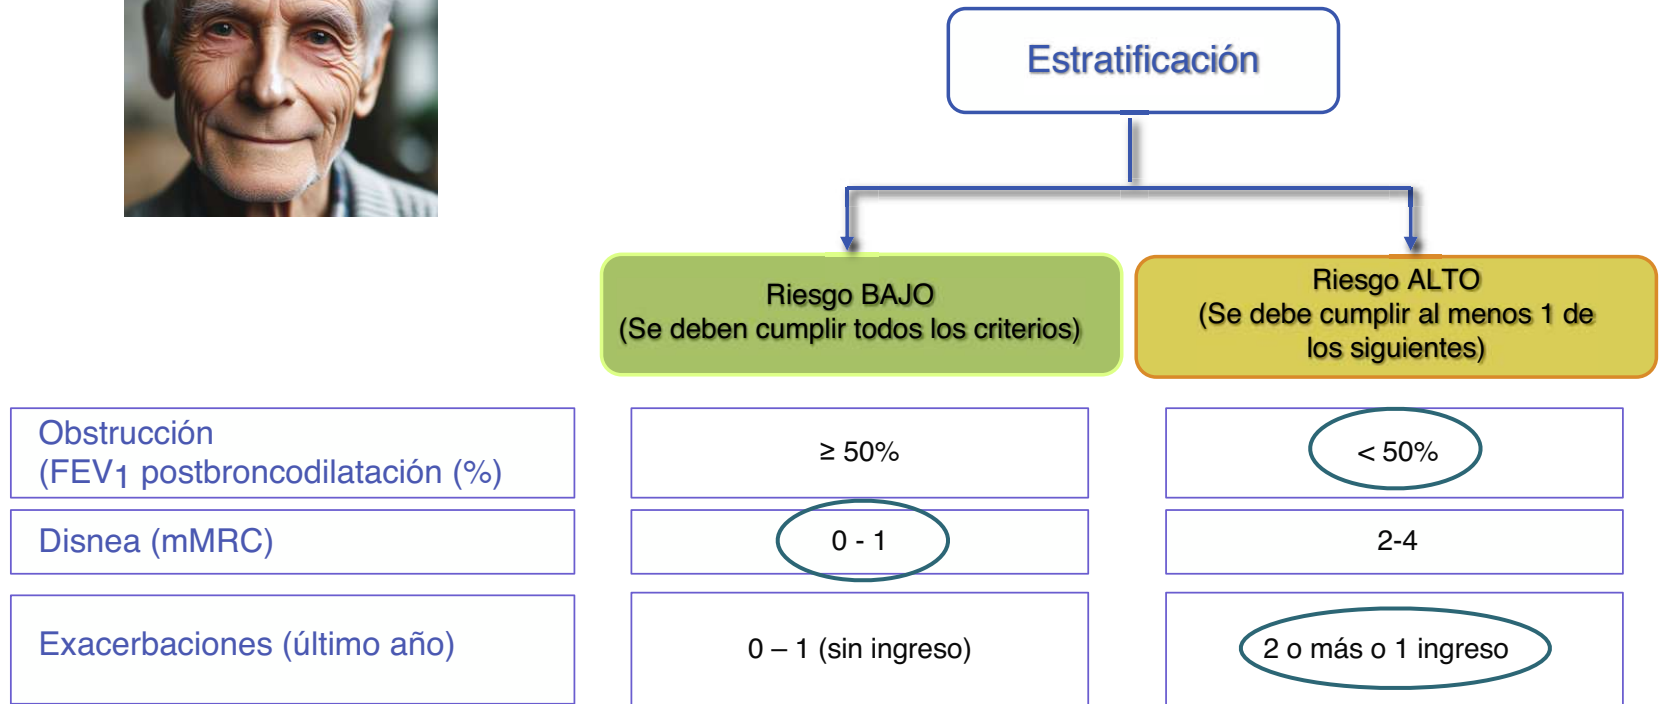 Estratificación
Riesgo BAJO
(Se deben cumplir todos los criterios)
Riesgo ALTO
(Se debe cumplir al menos 1 de
los siguientes)
Obstrucción
(FEV1 postbroncodilatación (%)
≥ 50%
< 50%
Disnea (mMRC)
0 - 1
2-4
Exacerbaciones (último año)
0 – 1 (sin ingreso)
2 o más o 1 ingreso